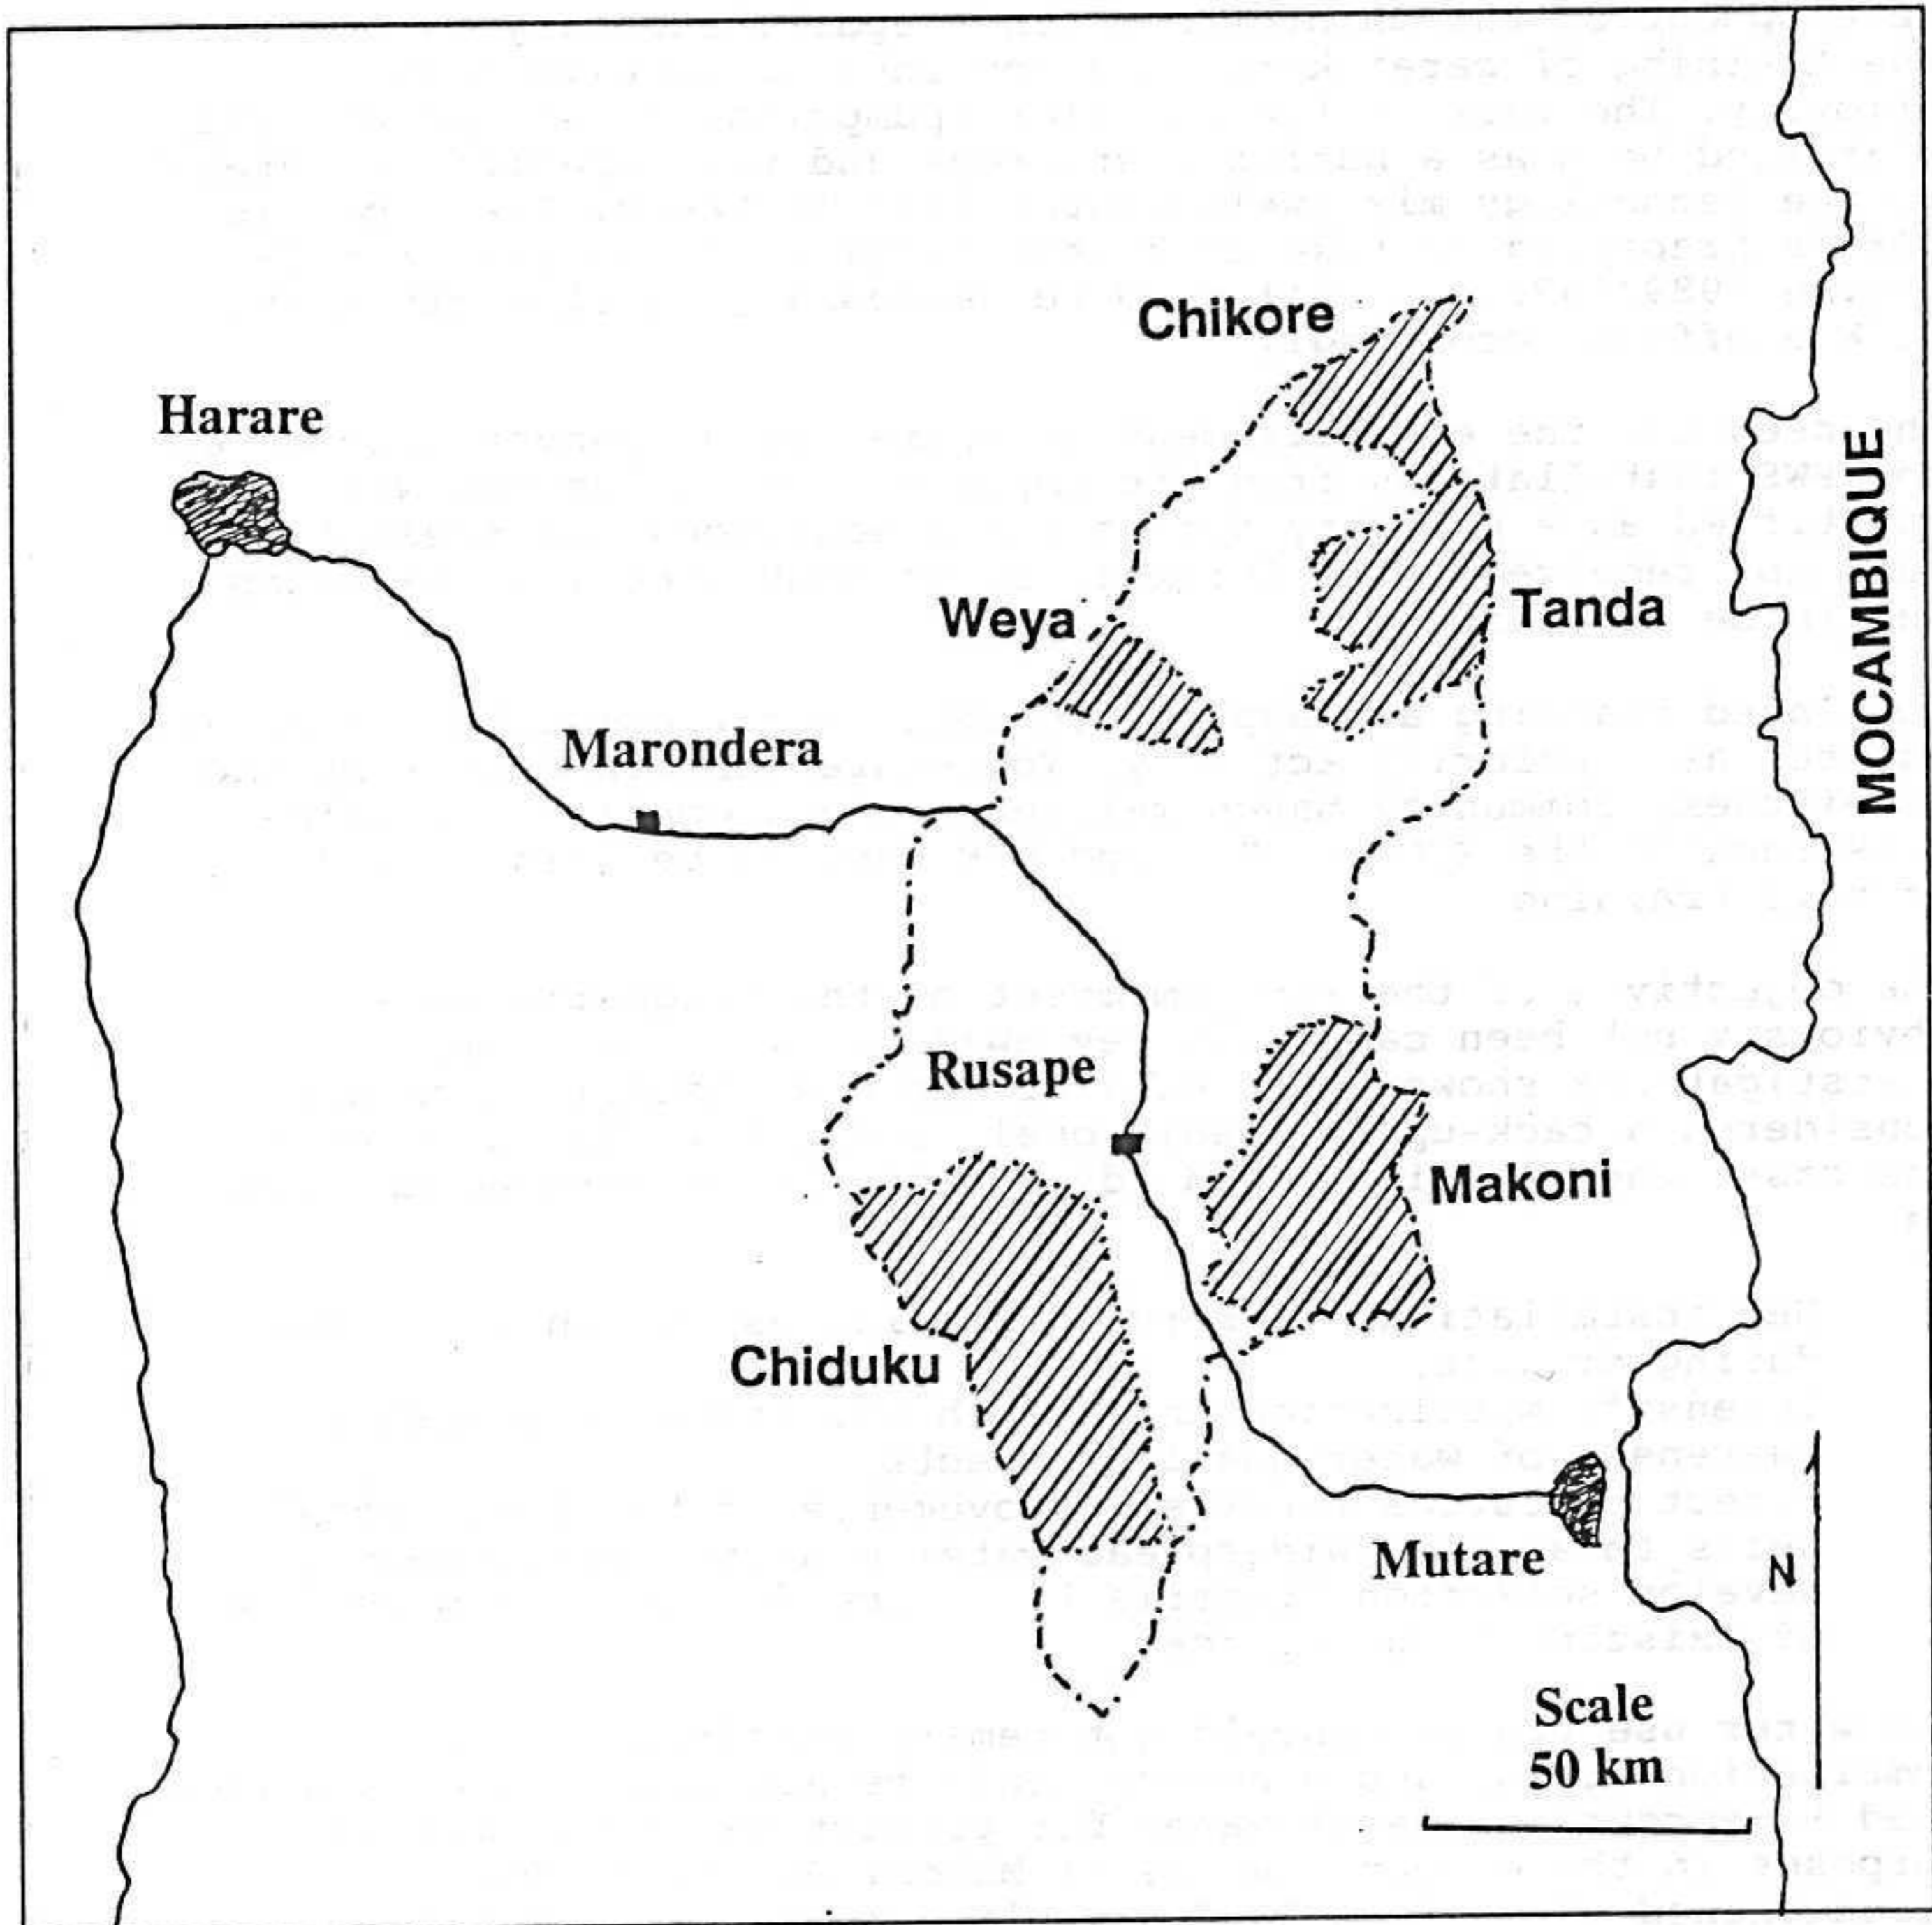 Chikore
Harare
MOCAMBIQUE
Weya
Tanda
Marondera
Rusape
Makoni
Chiduku
Mutare
N
Scale
50 km